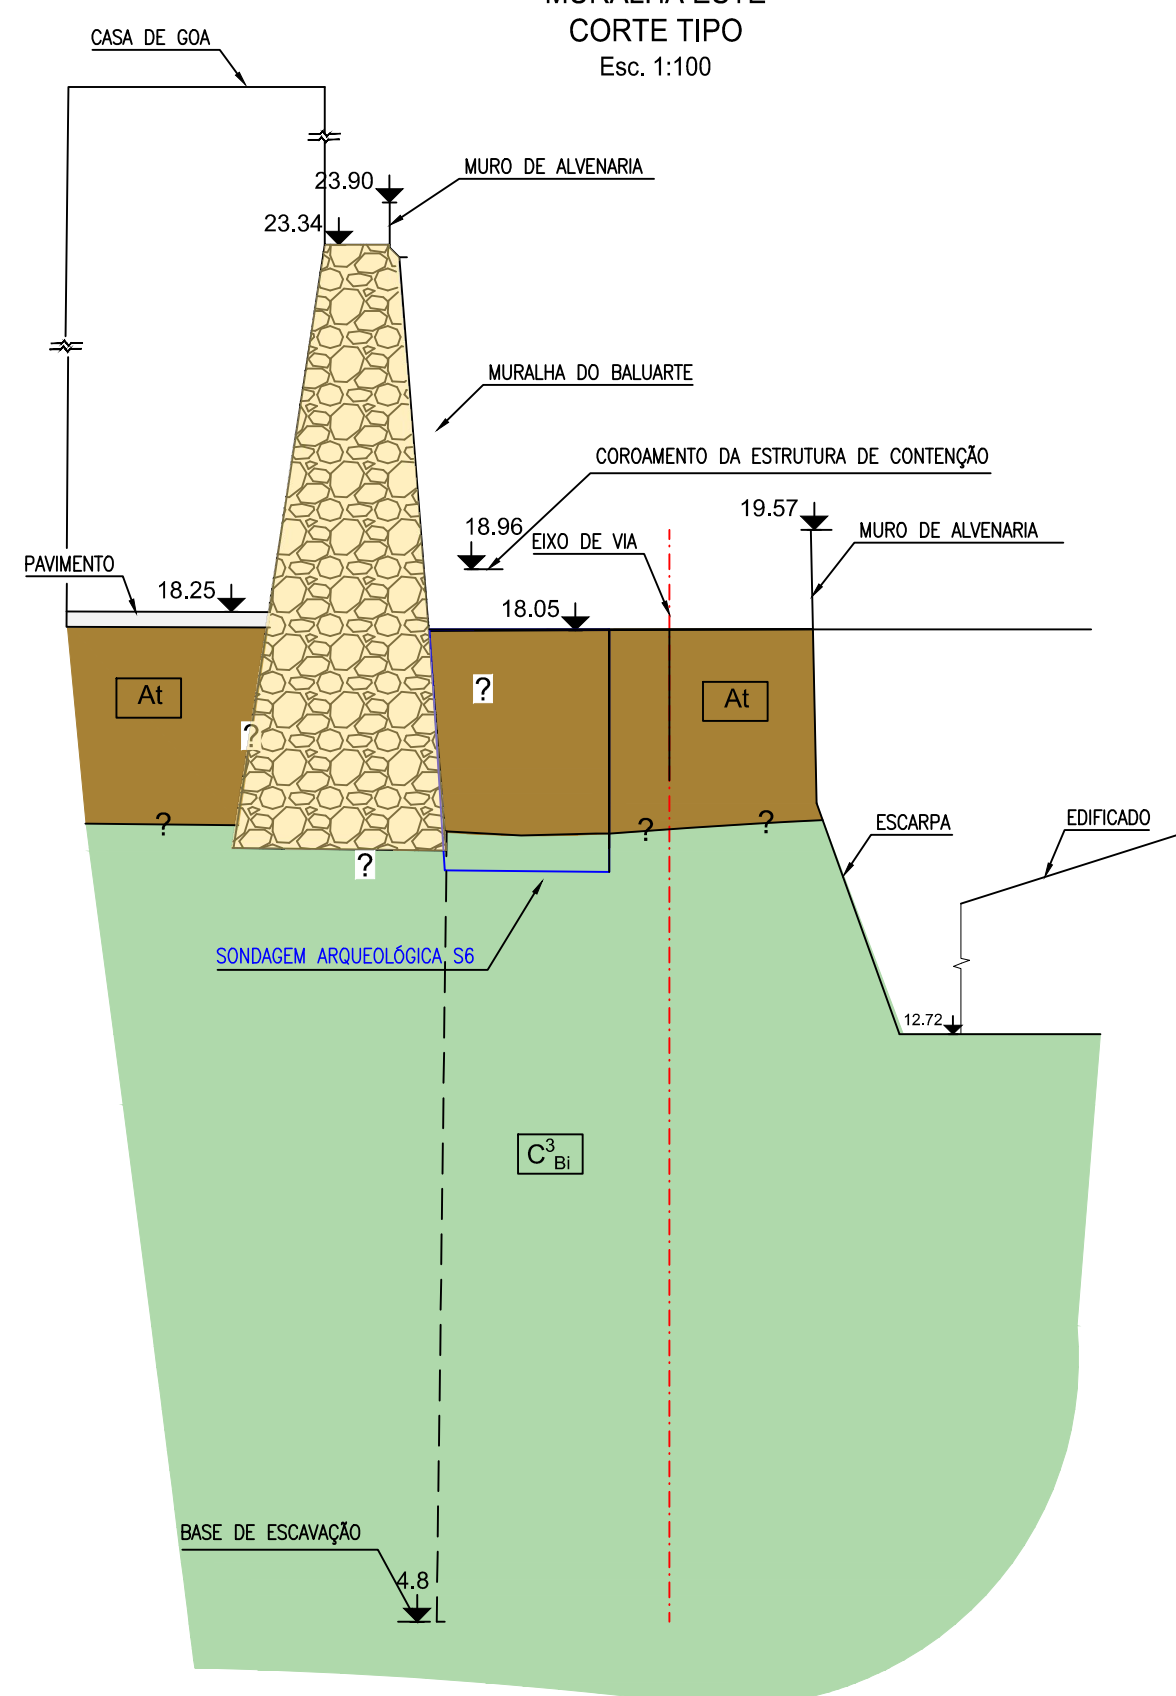 CORTE TIPO
Esc. 1:100
CASA DE GOA
MURO DE ALVENARIA
23.90
23.34
MURALHA DO BALUARTE
COROAMENTO DA ESTRUTURA DE CONTENÇÃO
18.96
19.57
EIXO DE VIA
MURO DE ALVENARIA
PAVIMENTO
18.25
18.05
At
?
At
?
?
?
?
?
ESCARPA
EDIFICADO
SONDAGEM ARQUEOLÓGICA S6
12.72
C³Bi
BASE DE ESCAVAÇÃO
4.8